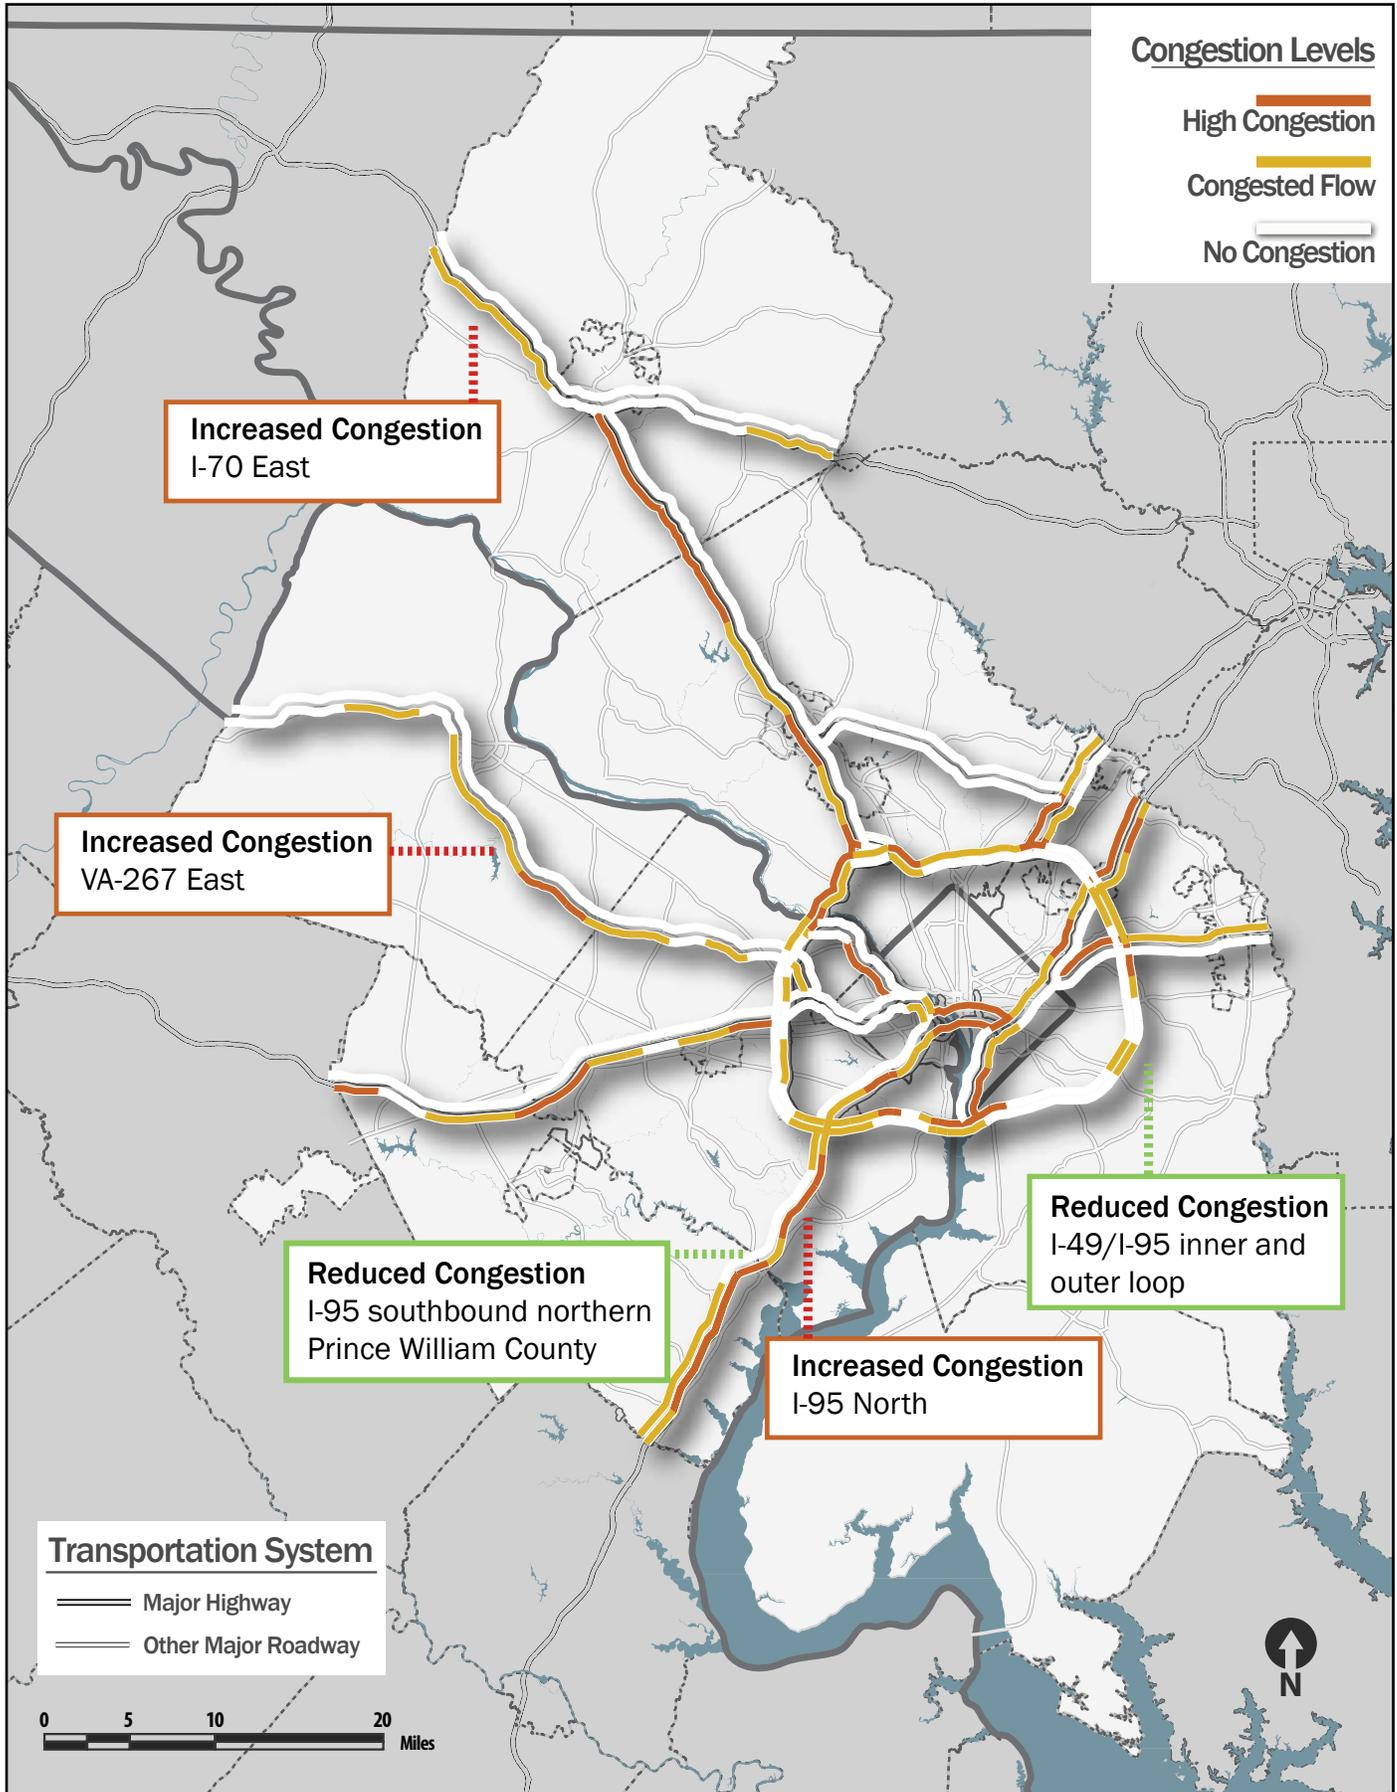 Congestion Levels
High Congestion
Congested Flow
No Congestion
Increased Congestion
I-70 East
Increased Congestion
VA-267 East
Reduced Congestion
I-49/I-95 inner and
outer loop
Reduced Congestion
I-95 southbound northern
Prince William County
Increased Congestion
I-95 North
Transportation System
Major Highway
Other Major Roadway
0 5 10 20
Miles
N